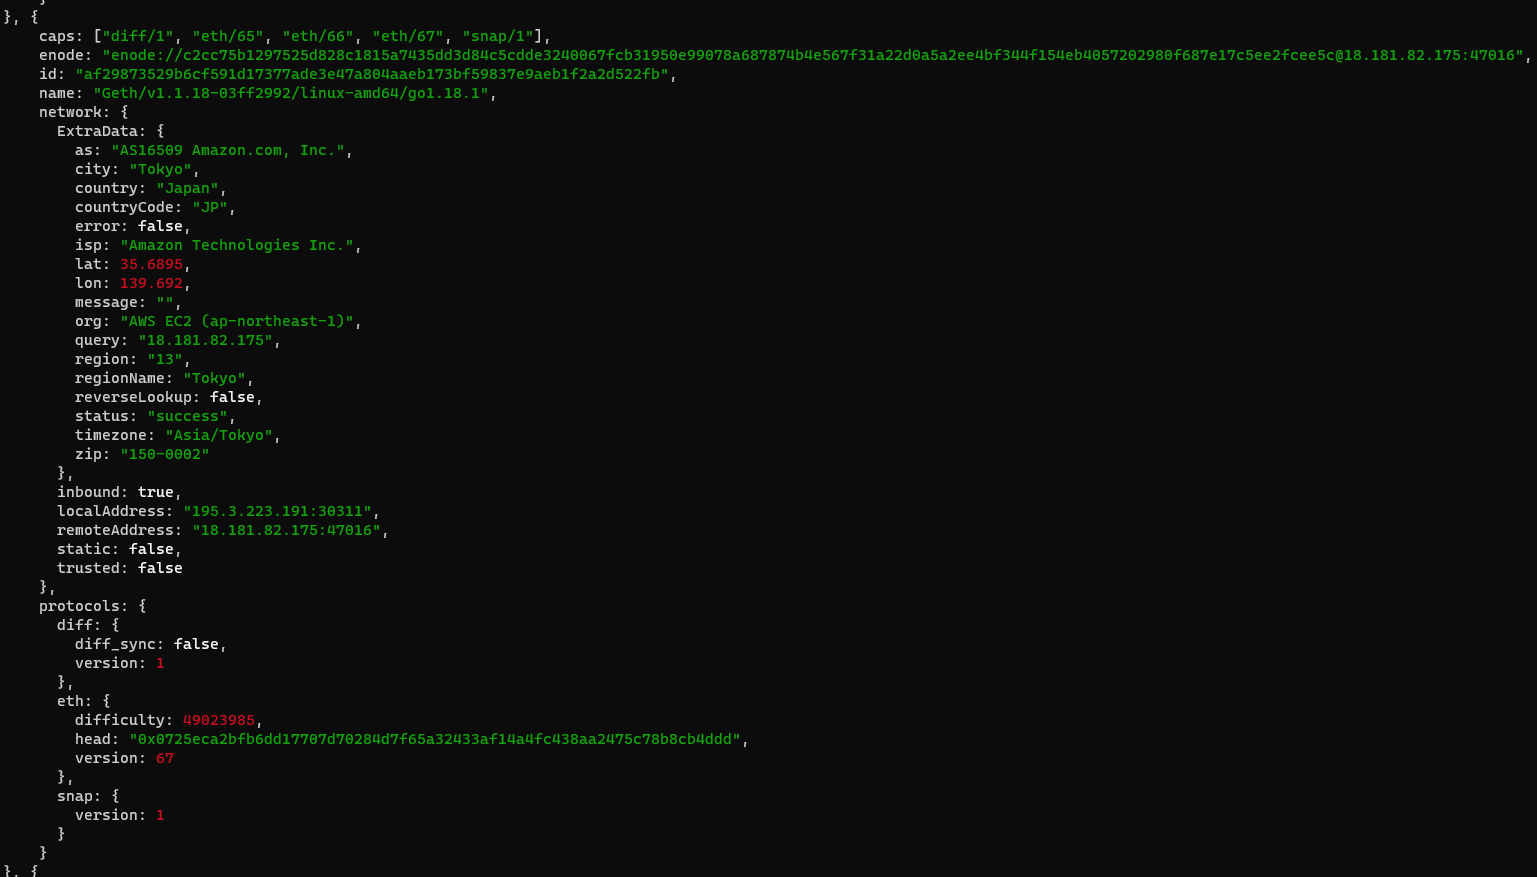 }, {
    caps: ["diff/1", "eth/65", "eth/66", "eth/67", "snap/1"],
    enode: "enode://c2cc75b1297525d828c1815a7435dd3d84c5cdde3240067fcb31950e99078a687874b4e567f31a22d0a5a2ee4bf344f154eb4057202980f687e17c5ee2fcee5c@18.181.82.175:47016",
    id: "af29873529b6cf591d17377ade3e47a804aaeb173bf59837e9aeb1f2a2d522fb",
    name: "Geth/v1.1.18-03ff2992/linux-amd64/go1.18.1",
    network: {
      ExtraData: {
        as: "AS16509 Amazon.com, Inc.",
        city: "Tokyo",
        country: "Japan",
        countryCode: "JP",
        error: false,
        isp: "Amazon Technologies Inc.",
        lat: 35.6895,
        lon: 139.692,
        message: "",
        org: "AWS EC2 (ap-northeast-1)",
        query: "18.181.82.175",
        region: "13",
        regionName: "Tokyo",
        reverseLookup: false,
        status: "success",
        timezone: "Asia/Tokyo",
        zip: "150-0002"
      },
      inbound: true,
      localAddress: "195.3.223.191:30311",
      remoteAddress: "18.181.82.175:47016",
      static: false,
      trusted: false
    },
    protocols: {
      diff: {
        diff_sync: false,
        version: 1
      },
      eth: {
        difficulty: 49023985,
        head: "0x0725eca2bfb6dd17707d70284d7f65a32433af14a4fc438aa2475c78b8cb4ddd",
        version: 67
      },
      snap: {
        version: 1
      }
    }
}, {